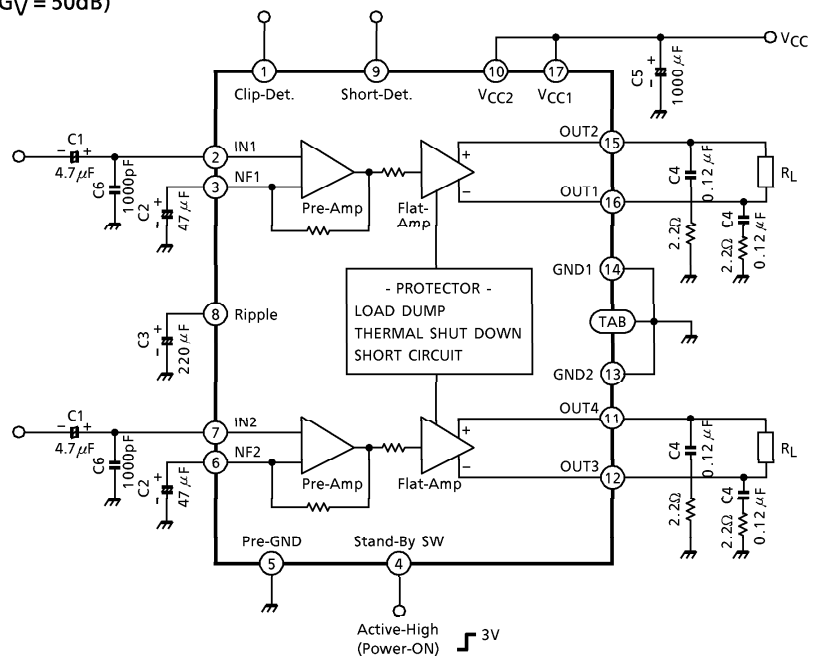 GV = 50dB)
VCC
1
9
10
17
Clip-Det.
Short-Det.
VCC2
VCC1
C5
+
-
1000μF
C1
- +
4.7μF
C6
1000pF
2
IN1
3
NF1
C2
+
-
47μF
Pre-Amp
+
-
Flat-
Amp
OUT2
15
OUT1
16
C4
0.12μF
2.2Ω
C4
0.12μF
2.2Ω
RL
- PROTECTOR -
LOAD DUMP
THERMAL SHUT DOWN
SHORT CIRCUIT
GND1
14
TAB
GND2
13
8
Ripple
C3
+
-
220μF
C1
- +
4.7μF
C6
1000pF
7
IN2
6
NF2
C2
+
-
47μF
Pre-Amp
+
-
Flat-Amp
OUT4
11
OUT3
12
C4
0.12μF
2.2Ω
C4
0.12μF
2.2Ω
RL
Pre-GND
5
Stand-By SW
4
Active-High
(Power-ON)
3V